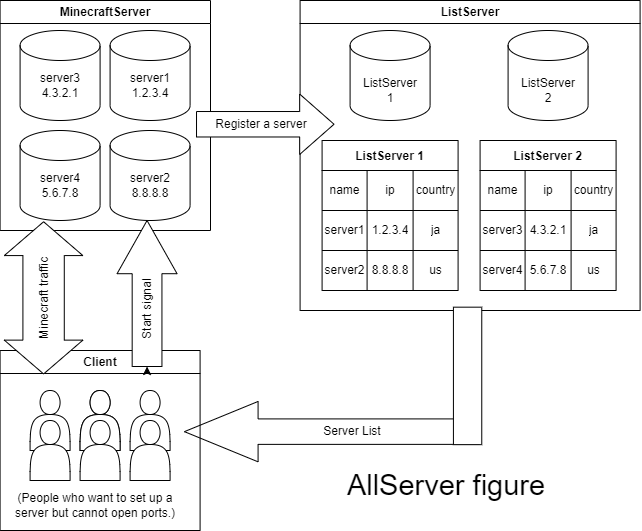 MinecraftServer
server3
4.3.2.1
server1
1.2.3.4
server4
5.6.7.8
server2
8.8.8.8
Register a server
ListServer
ListServer
1
ListServer
2
ListServer 1
name ip country
server1 1.2.3.4 ja
server2 8.8.8.8 us
ListServer 2
name ip country
server3 4.3.2.1 ja
server4 5.6.7.8 us
Minecraft traffic
Start signal
Client
(People who want to set up a
server but cannot open ports.)
Server List
AllServer figure